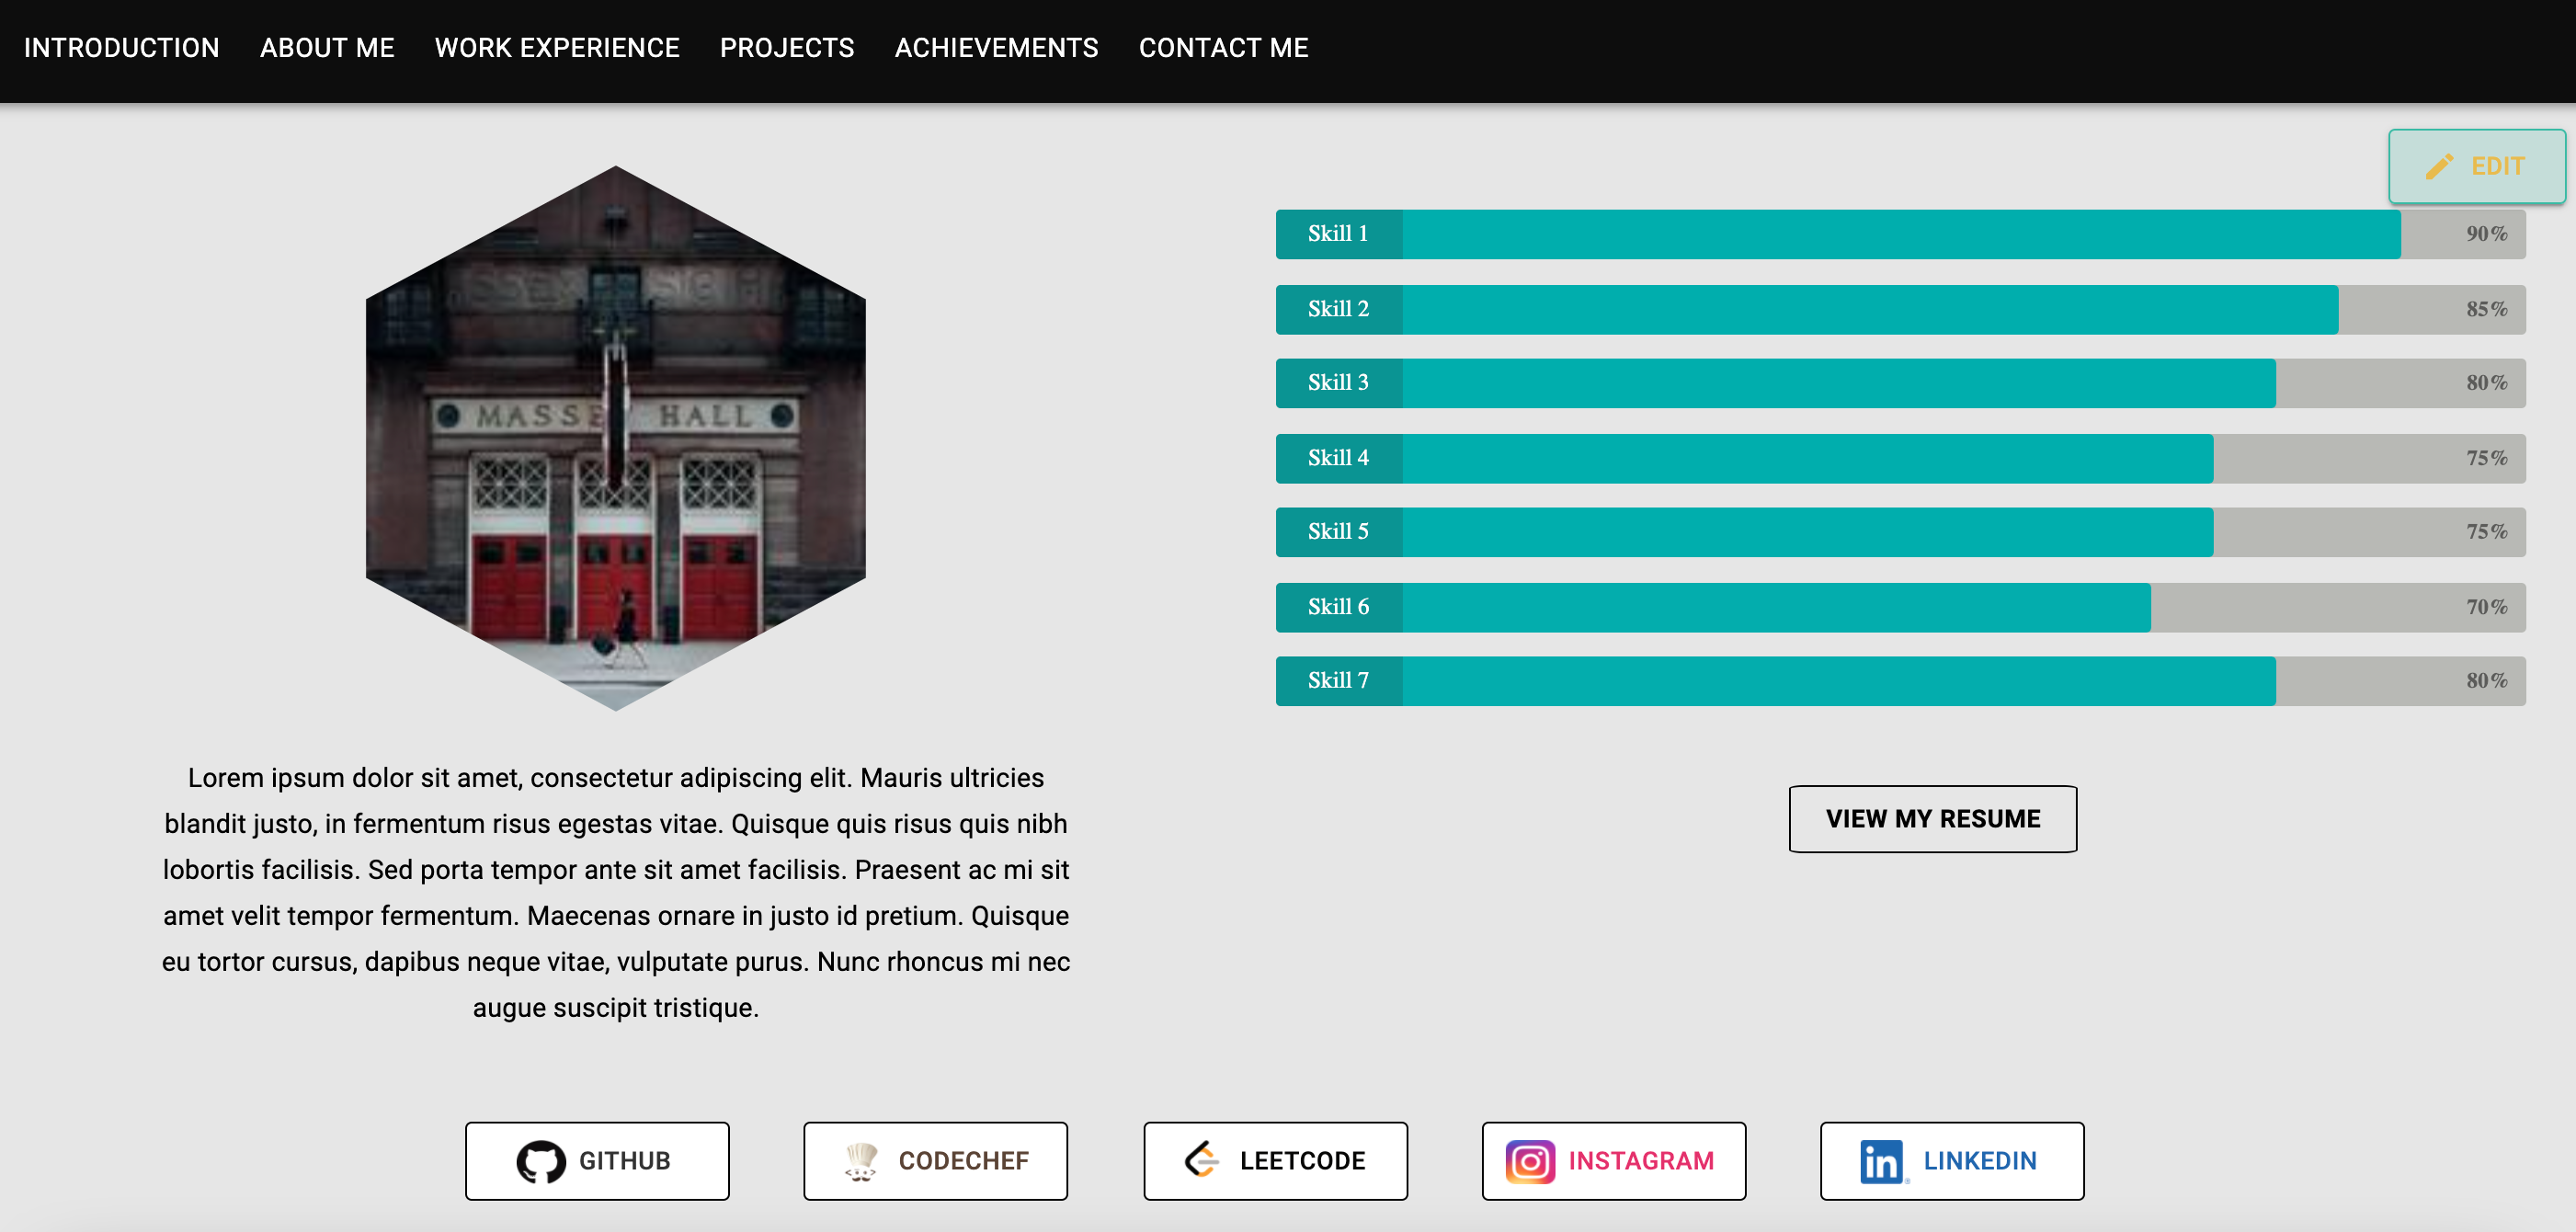 INTRODUCTION ABOUT ME WORK EXPERIENCE PROJECTS ACHIEVEMENTS CONTACT ME
EDIT
MASSE HALL
Skill 1 90%
Skill 2 85%
Skill 3 80%
Skill 4 75%
Skill 5 75%
Skill 6 70%
Skill 7 80%
Lorem ipsum dolor sit amet, consectetur adipiscing elit. Mauris ultricies
blandit justo, in fermentum risus egestas vitae. Quisque quis risus quis nibh
lobortis facilisis. Sed porta tempor ante sit amet facilisis. Praesent ac mi sit
amet velit tempor fermentum. Maecenas ornare in justo id pretium. Quisque
eu tortor cursus, dapibus neque vitae, vulputate purus. Nunc rhoncus mi nec
augue suscipit tristique.
VIEW MY RESUME
GITHUB
CODECHEF
LEETCODE
INSTAGRAM
in LINKEDIN